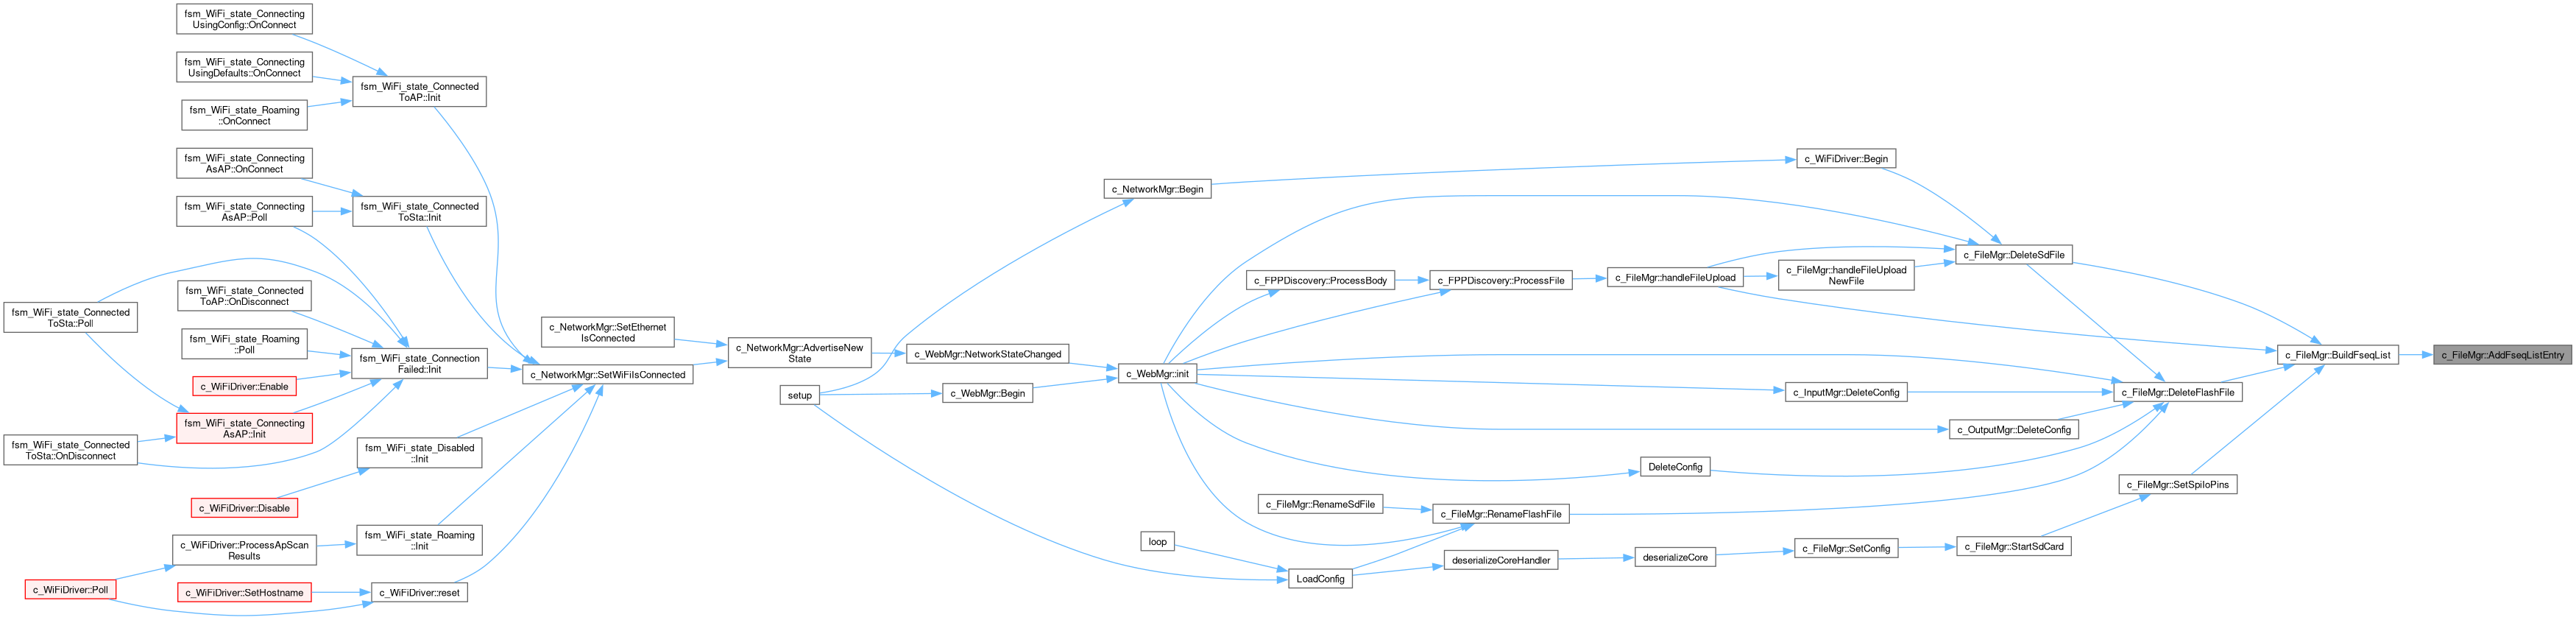 fsm_WiFi_state_Connecting
UsingConfig::OnConnect
fsm_WiFi_state_Connecting
UsingDefaults::OnConnect
fsm_WiFi_state_Roaming
::OnConnect
fsm_WiFi_state_Connecting
AsAP::OnConnect
fsm_WiFi_state_Connecting
AsAP::Poll
fsm_WiFi_state_Connected
ToSta::Poll
fsm_WiFi_state_Connected
ToAP::OnDisconnect
fsm_WiFi_state_Roaming
::Poll
c_WiFiDriver::Enable
fsm_WiFi_state_Connecting
AsAP::Init
fsm_WiFi_state_Connected
ToSta::OnDisconnect
c_WiFiDriver::Disable
c_WiFiDriver::ProcessApScan
Results
c_WiFiDriver::Poll
c_WiFiDriver::SetHostname
fsm_WiFi_state_Connected
ToAP::Init
fsm_WiFi_state_Connected
ToSta::Init
fsm_WiFi_state_Connection
Failed::Init
fsm_WiFi_state_Disabled
::Init
fsm_WiFi_state_Roaming
::Init
c_WiFiDriver::reset
c_NetworkMgr::SetEthernet
IsConnected
c_NetworkMgr::SetWiFiIsConnected
c_NetworkMgr::AdvertiseNew
State
setup
c_WebMgr::NetworkStateChanged
c_WebMgr::Begin
c_NetworkMgr::Begin
c_WebMgr::init
loop
c_FPPDiscovery::ProcessBody
c_FileMgr::RenameSdFile
LoadConfig
c_FPPDiscovery::ProcessFile
c_FileMgr::RenameFlashFile
deserializeCoreHandler
c_FileMgr::handleFileUpload
DeleteConfig
deserializeCore
c_WiFiDriver::Begin
c_FileMgr::handleFileUpload
NewFile
c_InputMgr::DeleteConfig
c_FileMgr::SetConfig
c_FileMgr::DeleteSdFile
c_OutputMgr::DeleteConfig
c_FileMgr::StartSdCard
c_FileMgr::DeleteFlashFile
c_FileMgr::SetSpiIoPins
c_FileMgr::BuildFseqList
c_FileMgr::AddFseqListEntry